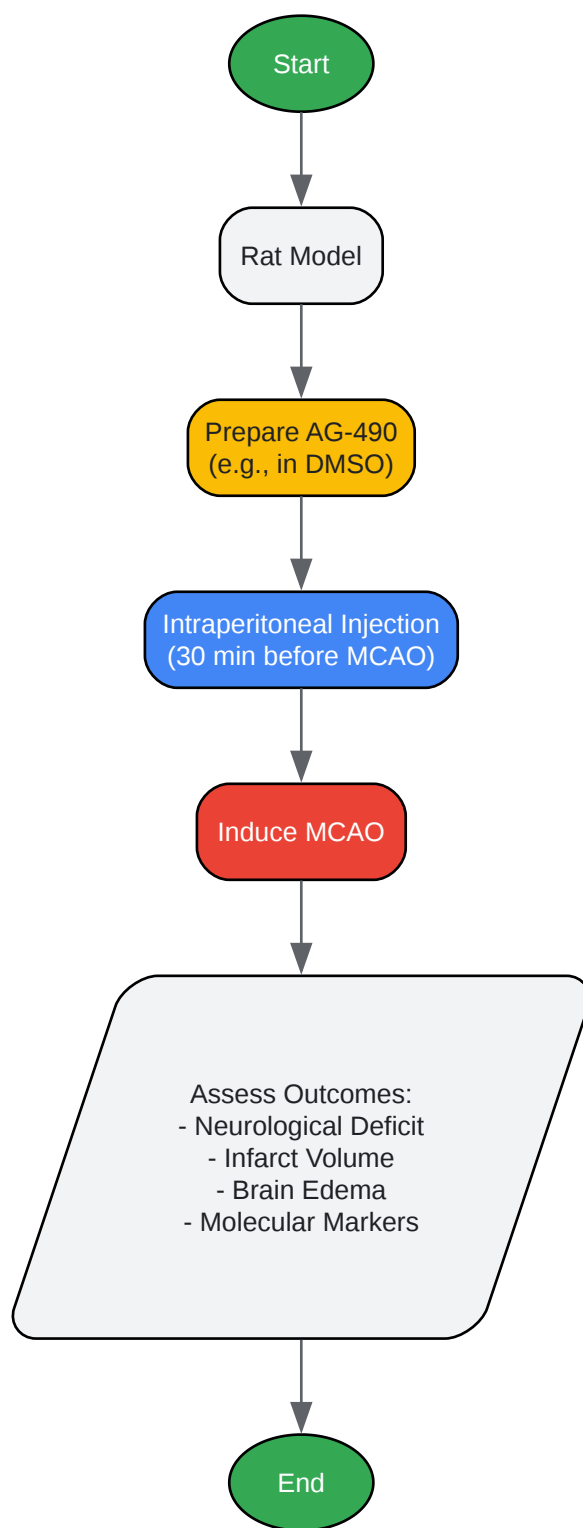 Start
Rat Model
Prepare AG-490
(e.g., in DMSO)
Intraperitoneal Injection
(30 min before MCAO)
Induce MCAO
Assess Outcomes:
- Neurological Deficit
- Infarct Volume
- Brain Edema
- Molecular Markers
End